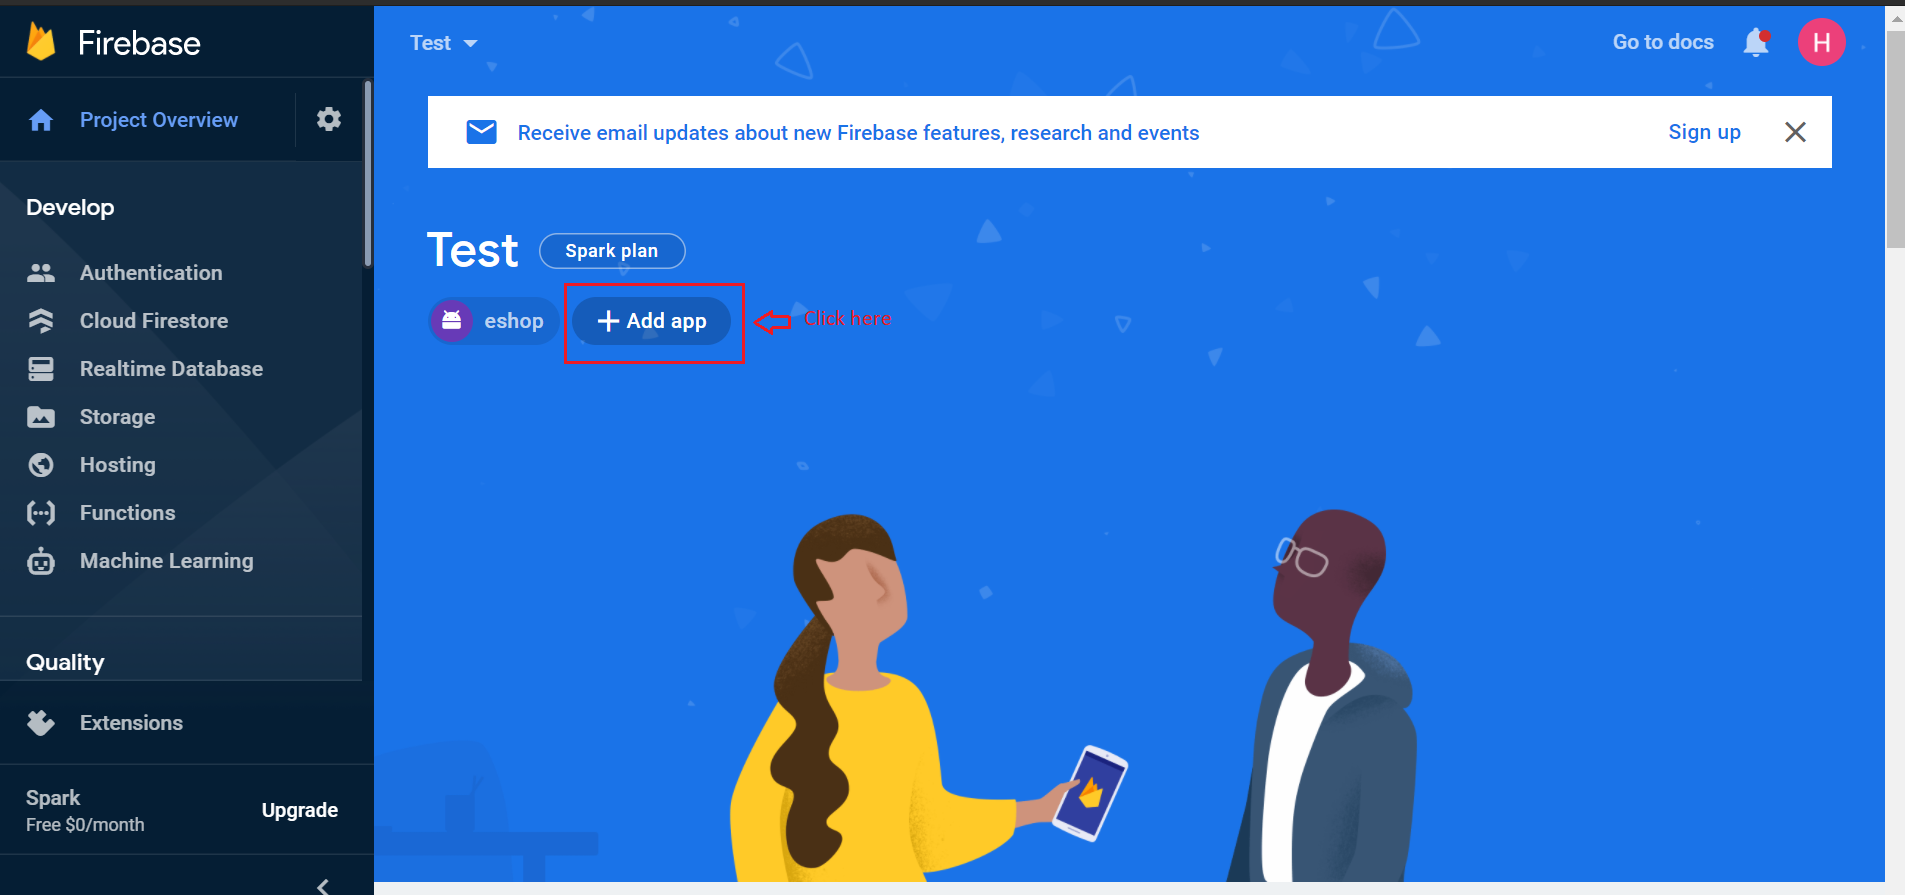 Firebase
Project Overview
Develop
Authentication
Cloud Firestore
Realtime Database
Storage
Hosting
Functions
Machine Learning
Quality
Extensions
Spark
Free $0/month
Upgrade
Test
Go to docs
H
Receive email updates about new Firebase features, research and events
Sign up
Test
Spark plan
eshop
Add app
Click here